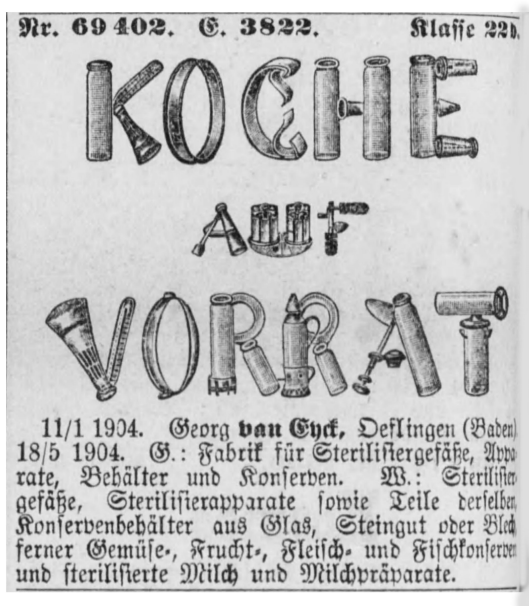 Nr. 69 402. E. 3822. Klasse 22b.
KOCHE
AUF
VORRAT
11/1 1904. Georg van Eyck, Oeflingen (Baden)
18/5 1904. G.: Fabrik für Sterilisiergefäße, Appa-
rate, Behälter und Konserven. W.: Sterilisier-
gefäße, Sterilisierapparate sowie Teile derselben,
Konservenbehälter aus Glas, Steingut oder Blech,
ferner Gemüse-, Frucht-, Fleisch- und Fischkonserven
und sterilisierte Milch und Milchpräparate.